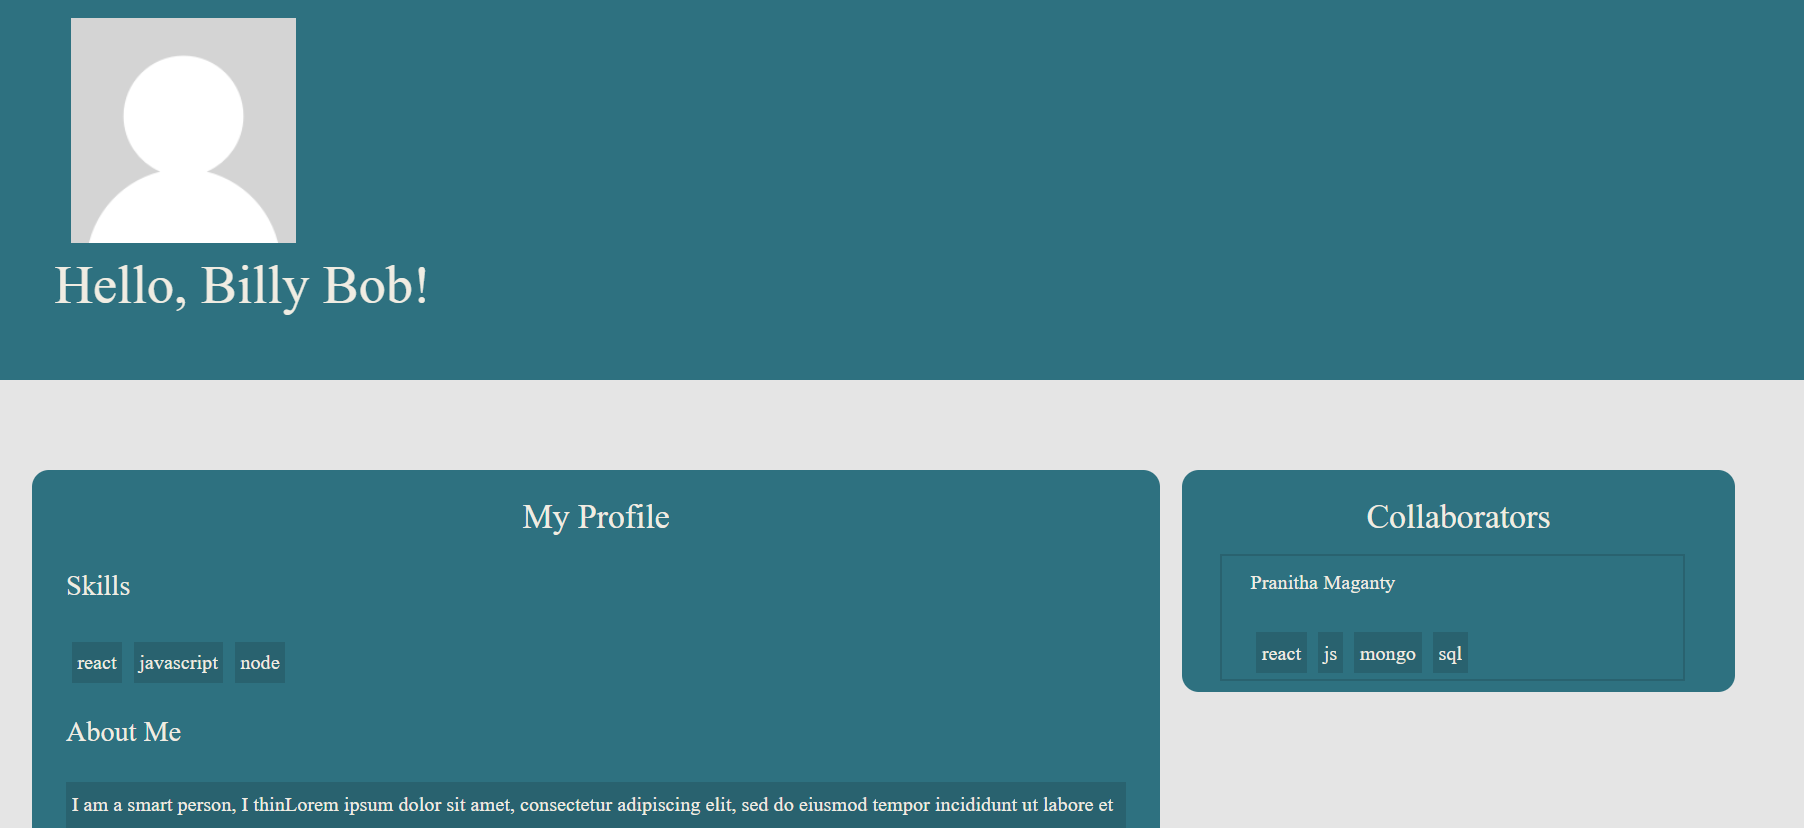 Hello, Billy Bob!
My Profile
Skills
react javascript node
About Me
I am a smart person, I thinLorem ipsum dolor sit amet, consectetur adipiscing elit, sed do eiusmod tempor incididunt ut labore et
Collaborators
Pranitha Maganty
react js mongo sql